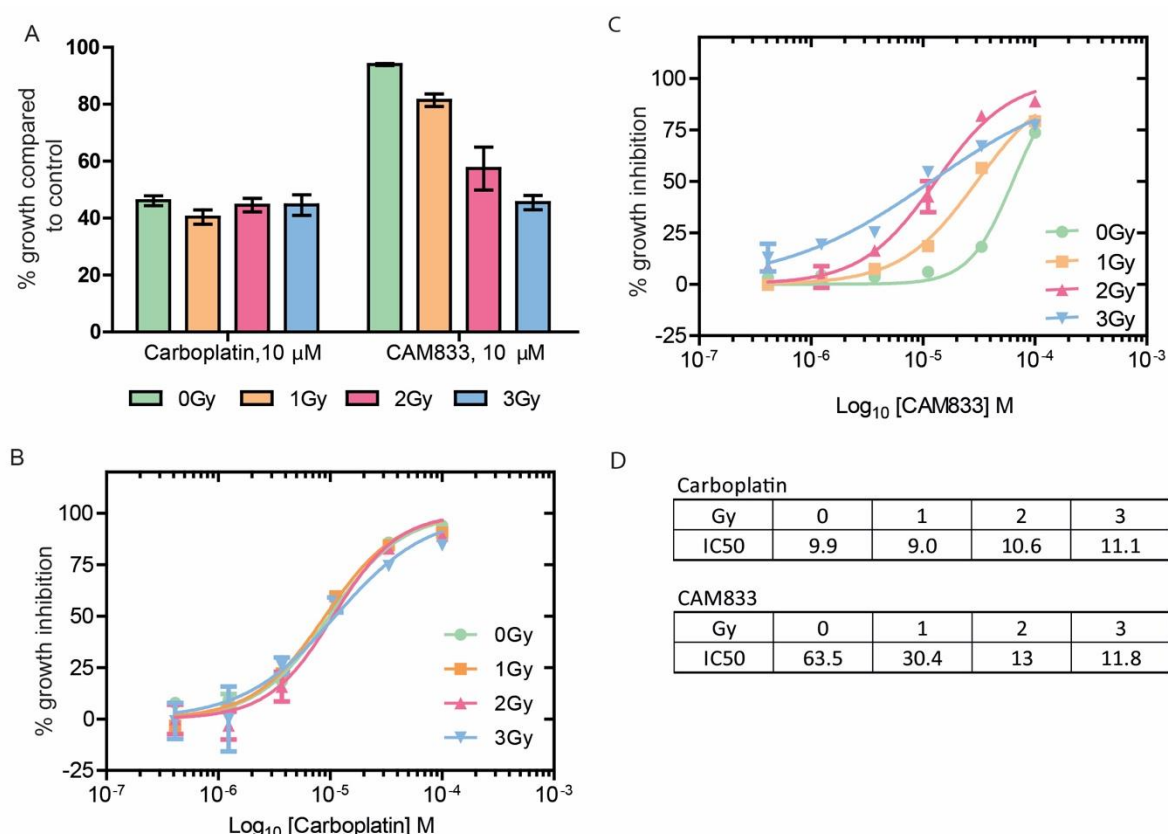 A
% growth compared
to control
100
80
60
40
20
0
Carboplatin, 10 µM
CAM833, 10 µM
0Gy
1Gy
2Gy
3Gy
B
% growth inhibition
100
75
50
25
0
-25
0Gy
1Gy
2Gy
3Gy
10-7
10-6
10-5
10-4
10-3
Log10 [Carboplatin] M
C
% growth inhibition
100
75
50
25
0
-25
0Gy
1Gy
2Gy
3Gy
10-7
10-6
10-5
10-4
10-3
Log10 [CAM833] M
D
Carboplatin
Gy 0 1 2 3
IC50 9.9 9.0 10.6 11.1
CAM833
Gy 0 1 2 3
IC50 63.5 30.4 13 11.8